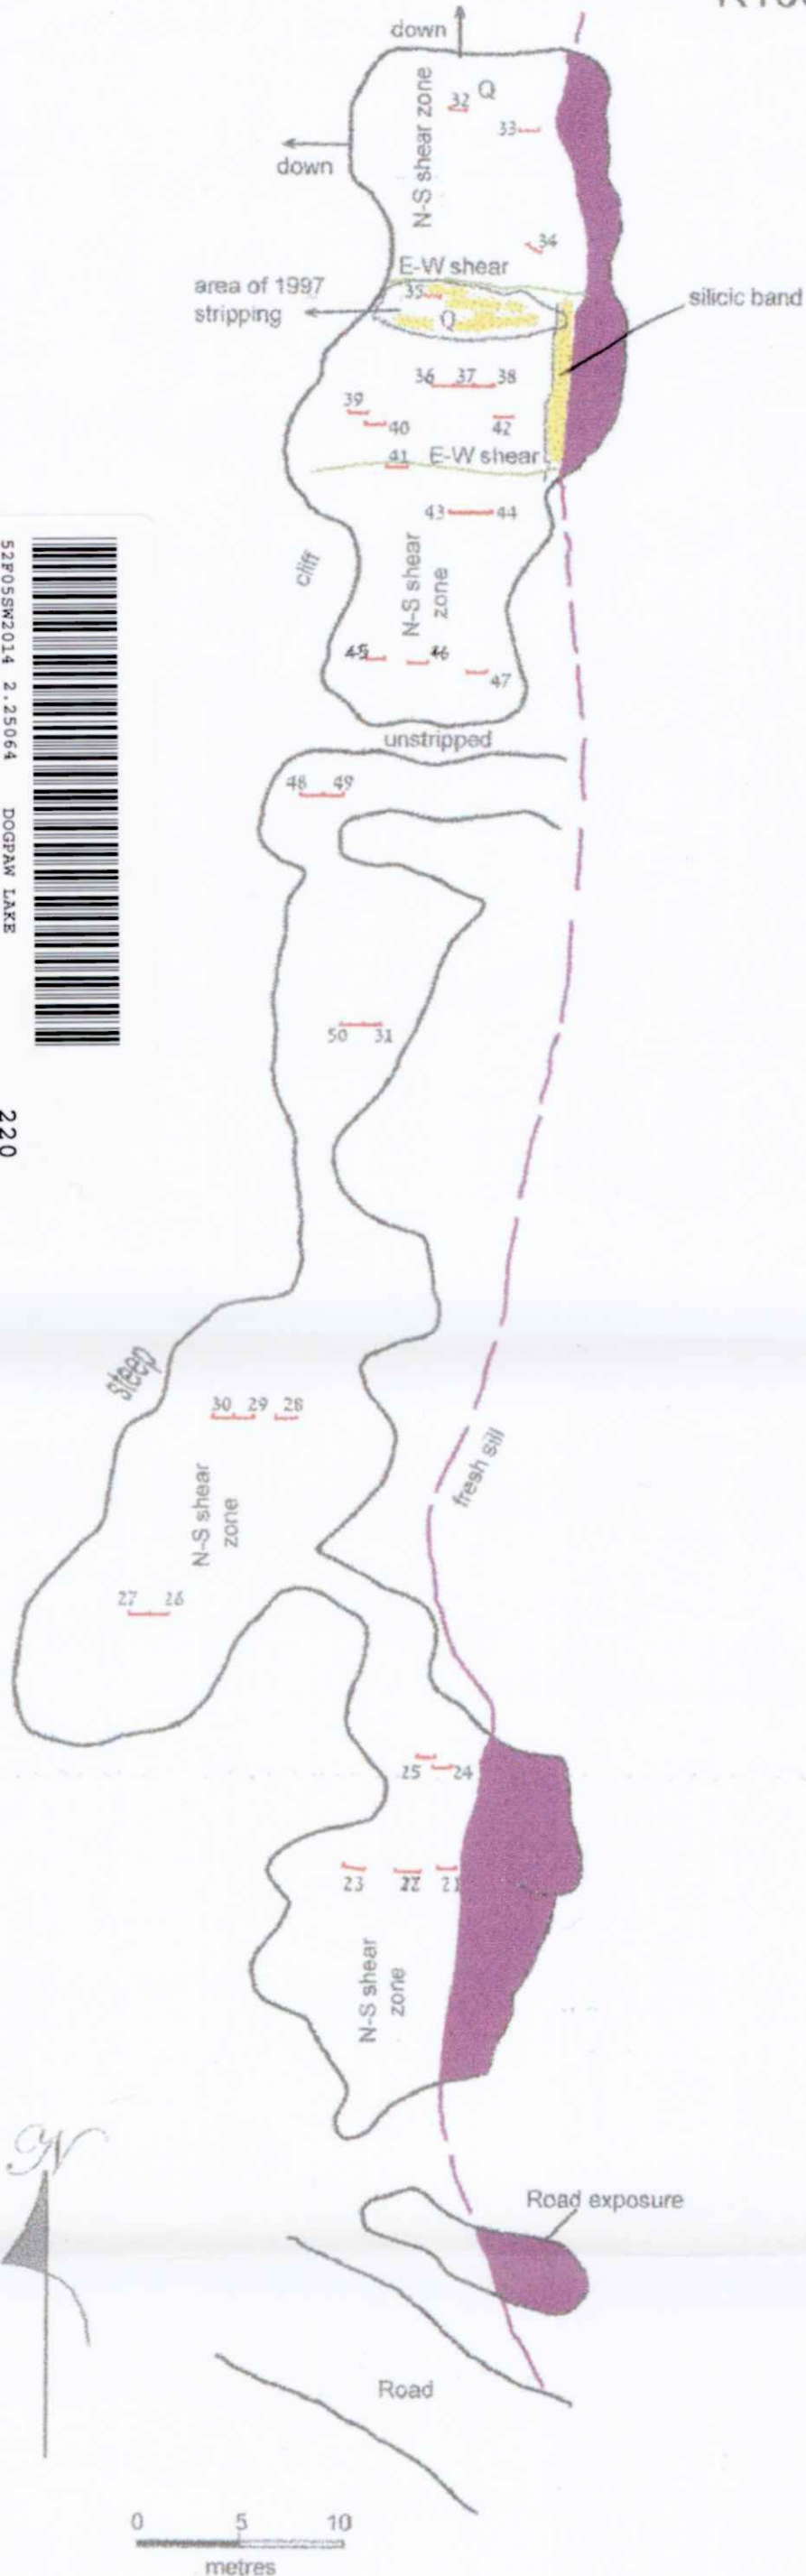 down
N-S shear zone
Q
32
33
down
34
E-W shear
area of 1997
stripping
35
Q
silicic band
36 37 38
39
40
42
41
E-W shear
43 44
cliff
N-S shear
zone
45 46
47
unstripped
48 49
52F05SW2014 2.25064 DOGPAW LAKE
220
50 31
steep
30 29 28
fresh sill
N-S shear
zone
27 26
25 24
23 22 21
N-S shear
zone
N
Road exposure
Road
0 5 10
metres